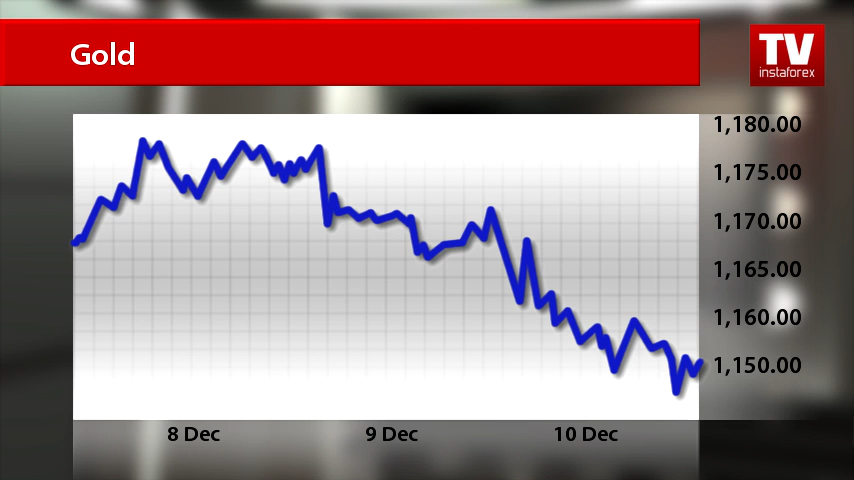 Gold
TV
instaforex
1,180.00
1,175.00
1,170.00
1,165.00
1,160.00
1,150.00
8 Dec
9 Dec
10 Dec